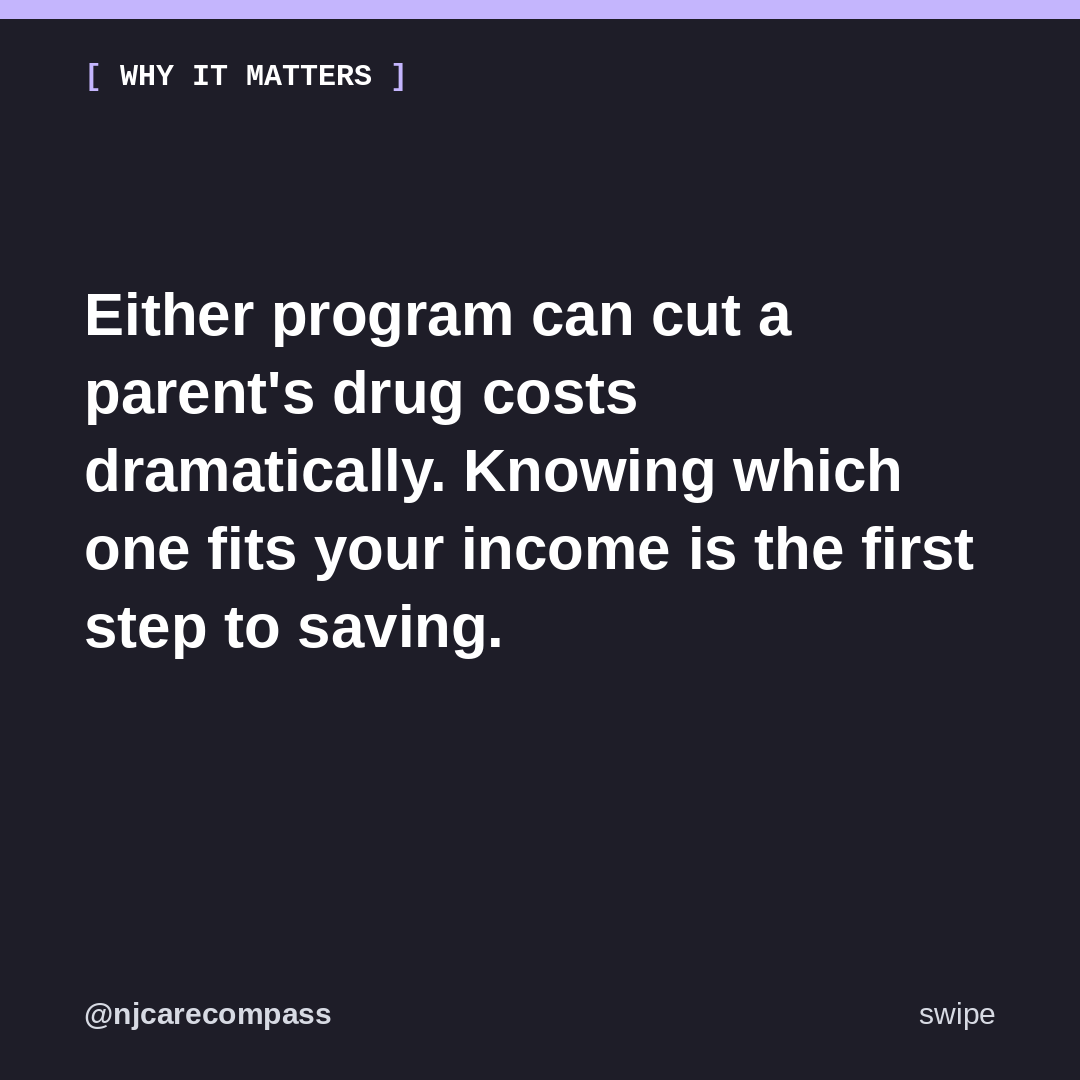 [ WHY IT MATTERS ]
Either program can cut a
parent's drug costs
dramatically. Knowing which
one fits your income is the first
step to saving.
@njcarecompass
swipe